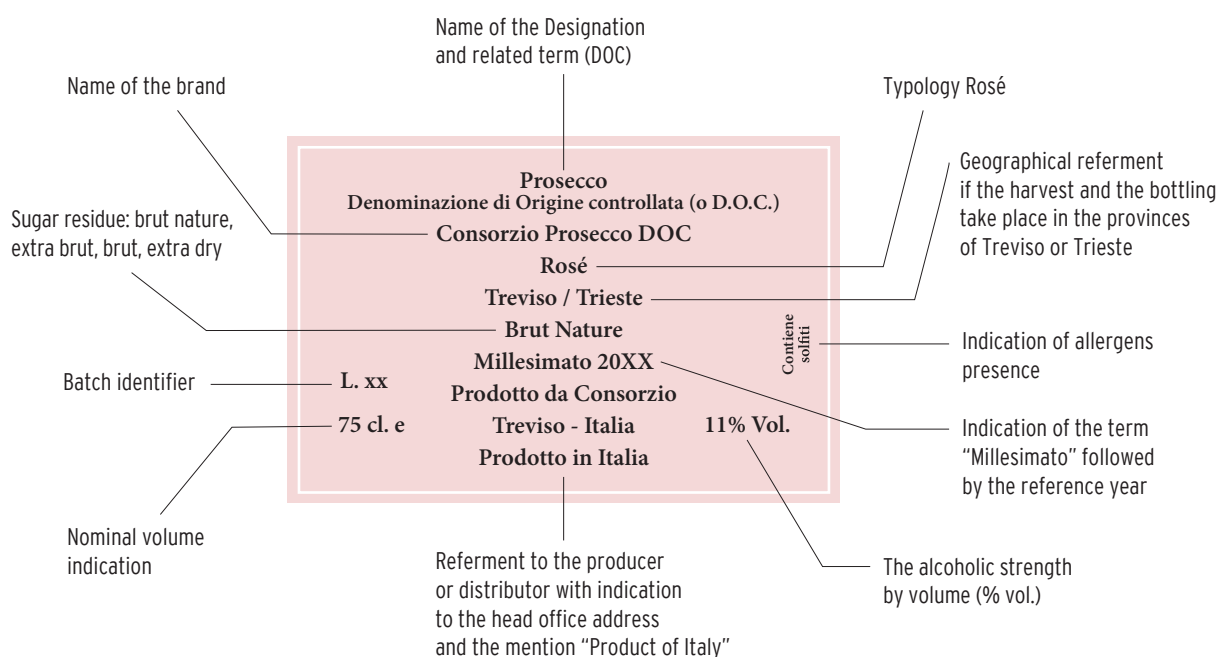 Name of the Designation
and related term (DOC)
Name of the brand
Typology Rosé
Geographical referment
if the harvest and the bottling
take place in the provinces
of Treviso or Trieste
Sugar residue: brut nature,
extra brut, brut, extra dry
Prosecco
Denominazione di Origine controllata (o D.O.C.)
Consorzio Prosecco DOC
Rosé
Treviso / Trieste
Brut Nature
Millesimato 20XX
Prodotto da Consorzio
Treviso - Italia
Prodotto in Italia
L. xx
75 cl. e
11% Vol.
Contiene
solfiti
Batch identifier
Indication of allergens
presence
Indication of the term
“Millesimato” followed
by the reference year
Nominal volume
indication
Referment to the producer
or distributor with indication
to the head office address
and the mention “Product of Italy”
The alcoholic strength
by volume (% vol.)